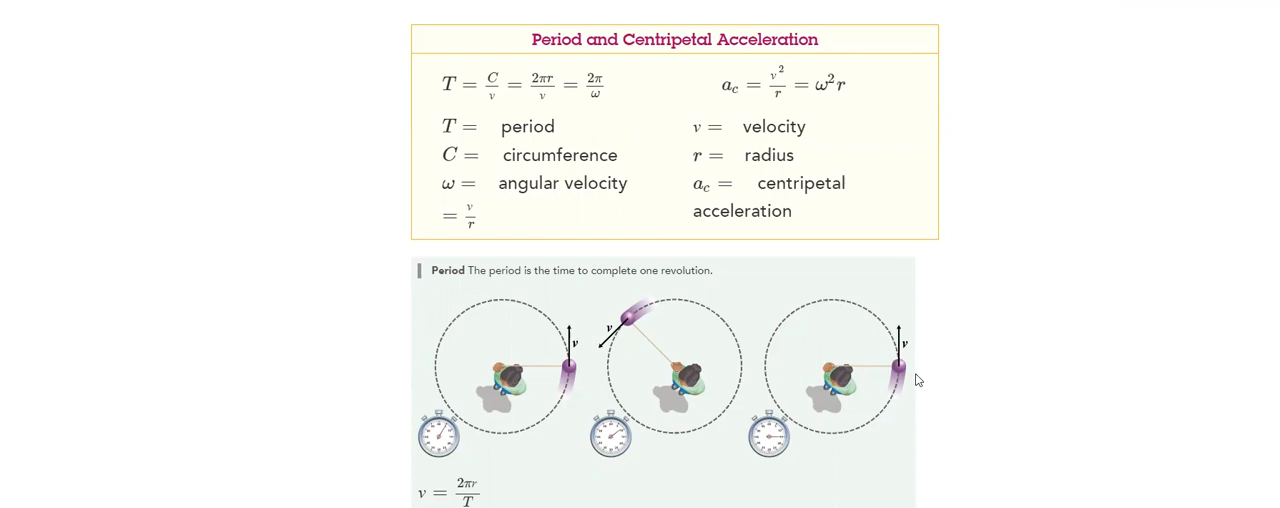 Period and Centripetal Acceleration
T = C/v = 2πr/v = 2π/ω
a_c = v²/r = ω²r
T = period
C = circumference
ω = angular velocity
= v/r
v = velocity
r = radius
a_c = centripetal
acceleration
Period The period is the time to complete one revolution.
v
v
v
v = 2πr/T